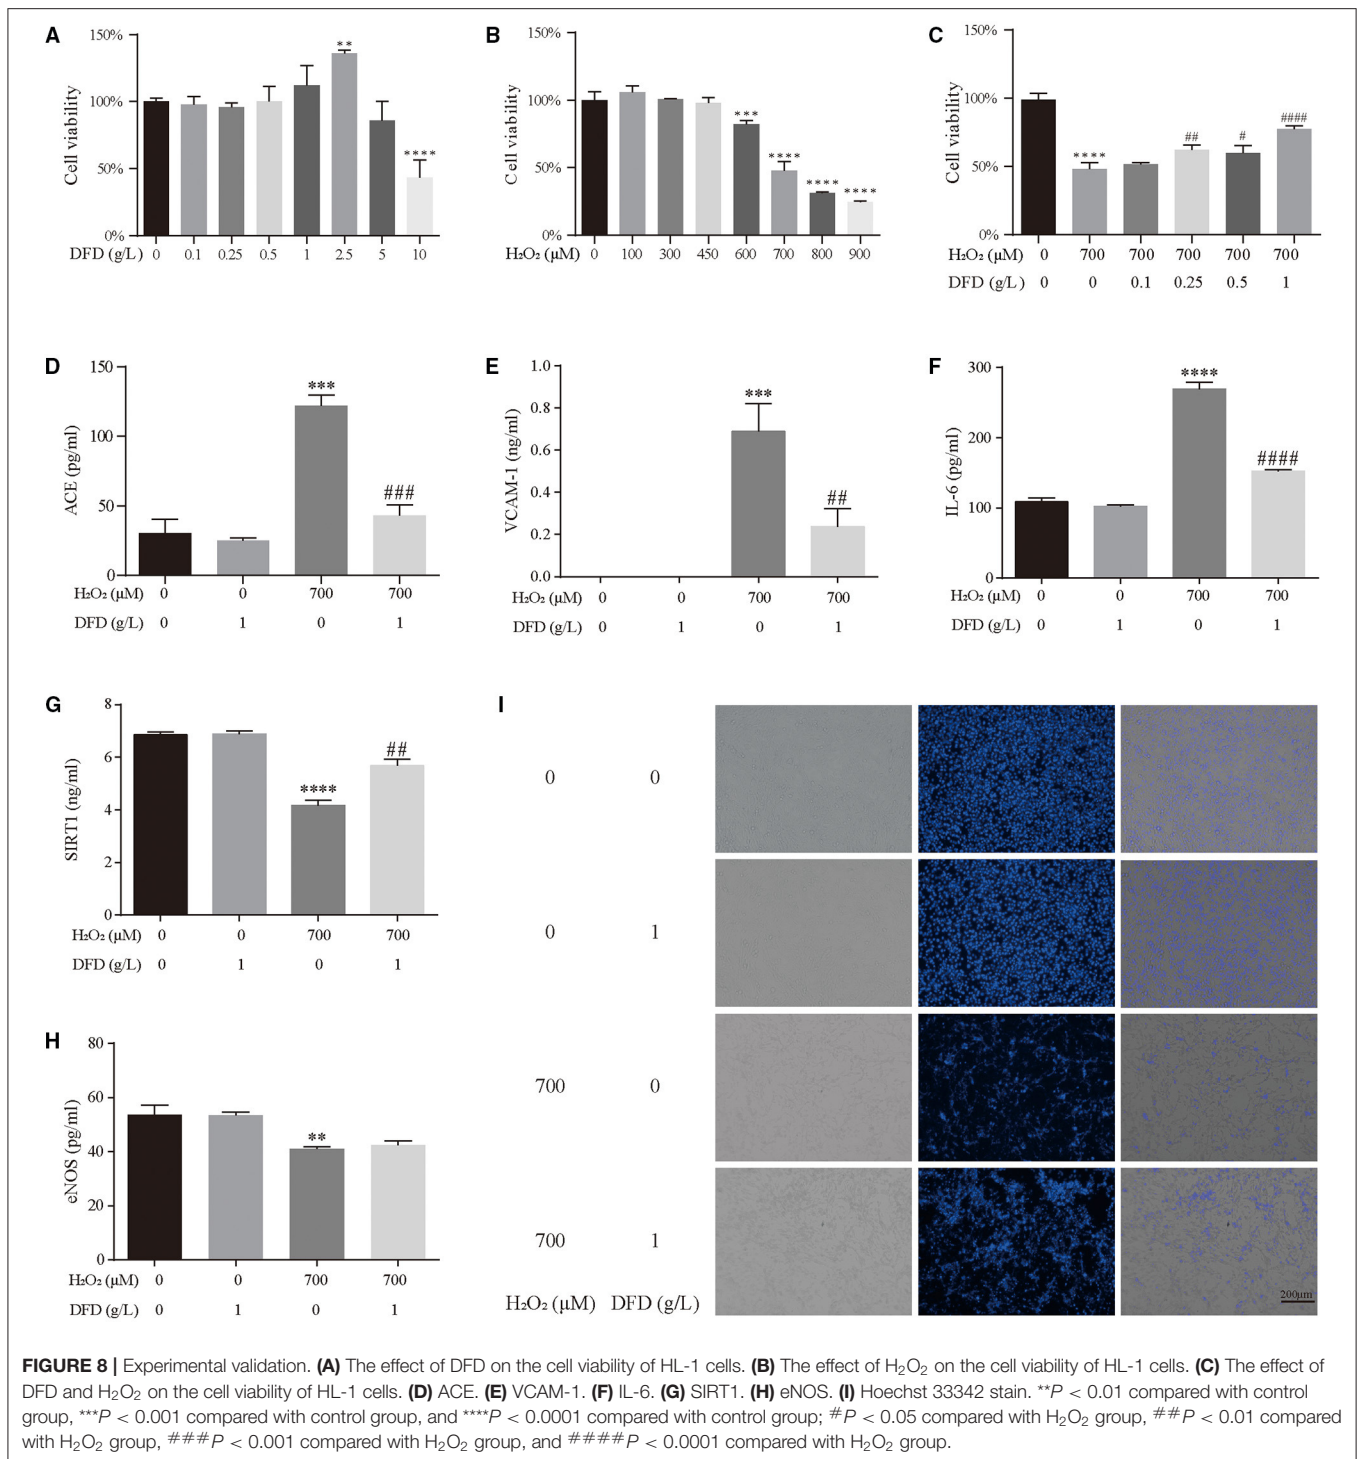 A
150%
100%
50%
0%
Cell viability
**
****
DFD (g/L) 0 0.1 0.25 0.5 1 2.5 5 10
B
150%
100%
50%
0%
Cell viability
***
****
****
****
H₂O₂ (μM) 0 100 300 450 600 700 800 900
C
150%
100%
50%
0%
Cell viability
****
##
#
####
H₂O₂ (μM) 0 700 700 700 700 700
DFD (g/L) 0 0 0.1 0.25 0.5 1
D
150
100
50
0
ACE (pg/ml)
***
###
H₂O₂ (μM) 0 0 700 700
DFD (g/L) 0 1 0 1
E
1.0
0.8
0.6
0.4
0.2
0.0
VCAM-1 (ng/ml)
***
##
H₂O₂ (μM) 0 0 700 700
DFD (g/L) 0 1 0 1
F
300
200
100
0
IL-6 (pg/ml)
****
####
H₂O₂ (μM) 0 0 700 700
DFD (g/L) 0 1 0 1
G
8
6
4
2
0
SIRT1 (ng/ml)
****
##
H₂O₂ (μM) 0 0 700 700
DFD (g/L) 0 1 0 1
H
80
60
40
20
0
eNOS (pg/ml)
**
H₂O₂ (μM) 0 0 700 700
DFD (g/L) 0 1 0 1
I
0 0
0 1
700 0
700 1
H₂O₂ (μM) DFD (g/L)
200μm
FIGURE 8 | Experimental validation. (A) The effect of DFD on the cell viability of HL-1 cells. (B) The effect of H₂O₂ on the cell viability of HL-1 cells. (C) The effect of
DFD and H₂O₂ on the cell viability of HL-1 cells. (D) ACE. (E) VCAM-1. (F) IL-6. (G) SIRT1. (H) eNOS. (I) Hoechst 33342 stain. **P < 0.01 compared with control
group, ***P < 0.001 compared with control group, and ****P < 0.0001 compared with control group; #P < 0.05 compared with H₂O₂ group, ##P < 0.01 compared
with H₂O₂ group, ###P < 0.001 compared with H₂O₂ group, and ####P < 0.0001 compared with H₂O₂ group.